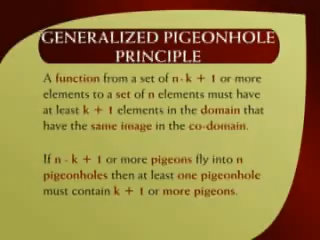 GENERALIZED PIGEONHOLE
PRINCIPLE
A function from a set of n·k + 1 or more
elements to a set of n elements must have
at least k + 1 elements in the domain that
have the same image in the co-domain.
If n · k + 1 or more pigeons fly into n
pigeonholes then at least one pigeonhole
must contain k + 1 or more pigeons.